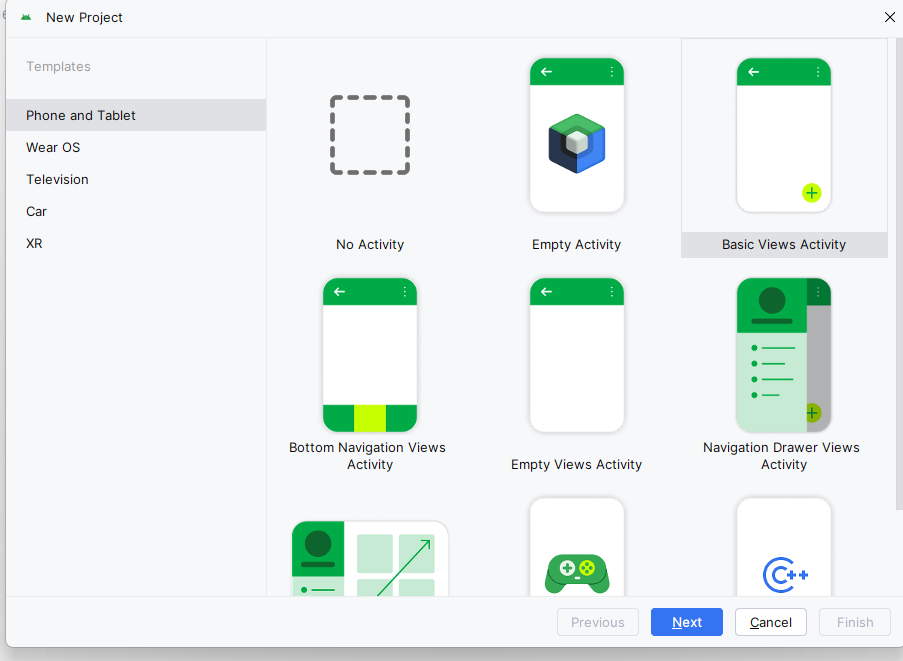 New Project
Templates
Phone and Tablet
Wear OS
Television
Car
XR
No Activity
Empty Activity
Basic Views Activity
Bottom Navigation Views
Activity
Empty Views Activity
Navigation Drawer Views
Activity
C++
Previous
Next
Cancel
Finish